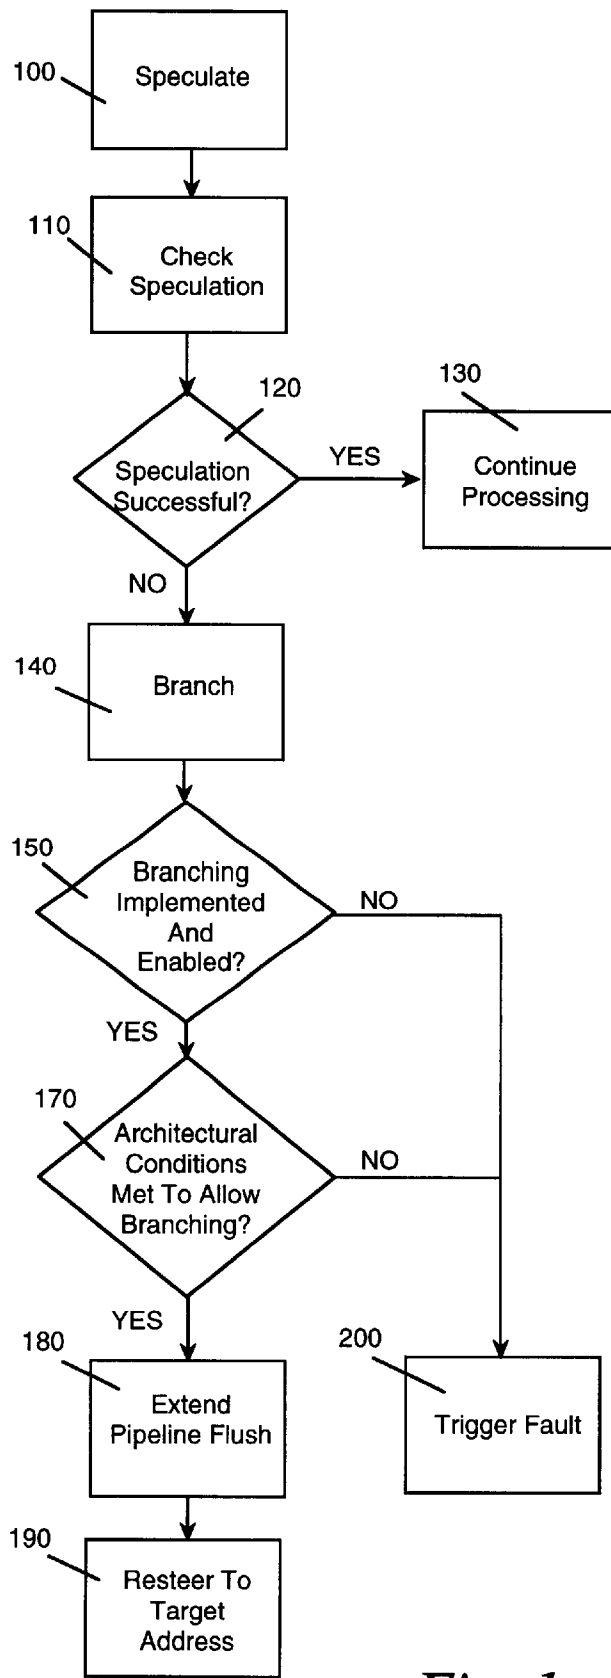 100
Speculate
110
Check
Speculation
120
130
Speculation
Successful?
YES
Continue
Processing
NO
140
Branch
150
Branching
Implemented
And
Enabled?
NO
YES
170
Architectural
Conditions
Met To Allow
Branching?
NO
YES
180
Extend
Pipeline Flush
200
Trigger Fault
190
Resteer To
Target
Address